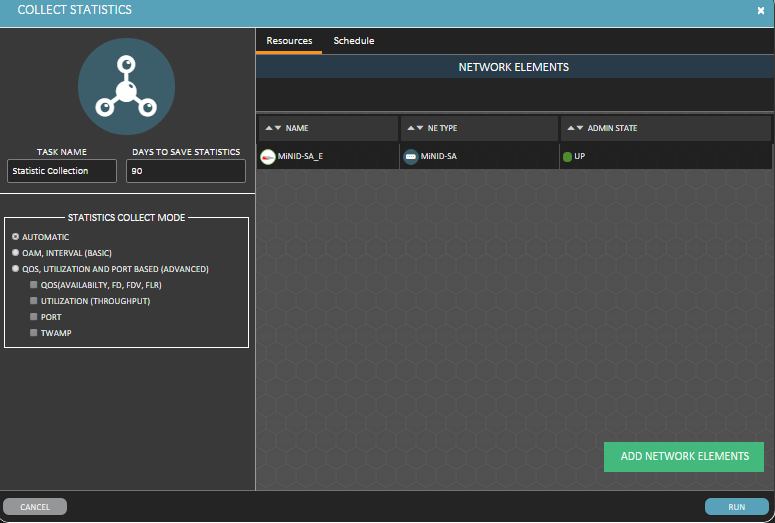 COLLECT STATISTICS
Resources Schedule
NETWORK ELEMENTS
NAME NE TYPE ADMIN STATE
MiNID-SA_E MiNID-SA UP
TASK NAME DAYS TO SAVE STATISTICS
Statistic Collection 90
STATISTICS COLLECT MODE
AUTOMATIC
OAM, INTERVAL (BASIC)
QOS, UTILIZATION AND PORT BASED (ADVANCED)
QOS(AVAILABILTY, FD, FDV, FLR)
UTILIZATION (THROUGHPUT)
PORT
TWAMP
ADD NETWORK ELEMENTS
CANCEL RUN